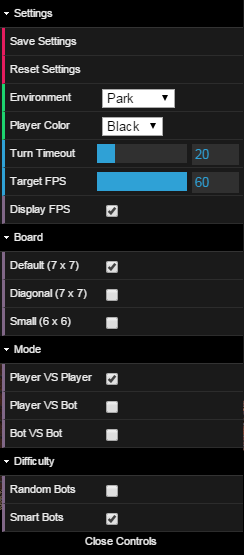 Settings
Save Settings
Reset Settings
Environment Park
Player Color Black
Turn Timeout 20
Target FPS 60
Display FPS
Board
Default (7 x 7)
Diagonal (7 x 7)
Small (6 x 6)
Mode
Player VS Player
Player VS Bot
Bot VS Bot
Difficulty
Random Bots
Smart Bots
Close Controls